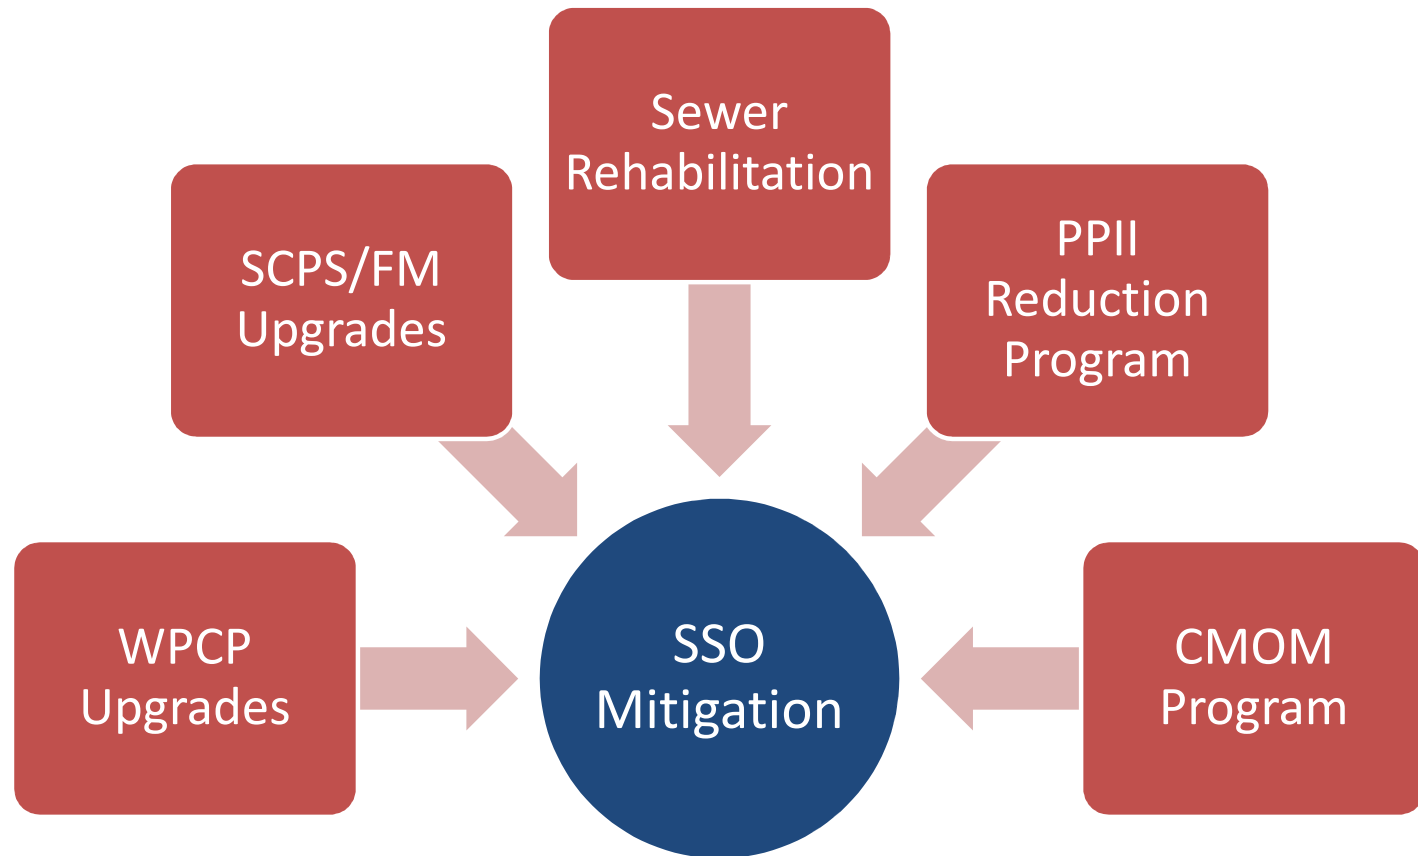 Sewer
Rehabilitation
SCPS/FM
Upgrades
PPII
Reduction
Program
WPCP
Upgrades
SSO
Mitigation
CMOM
Program